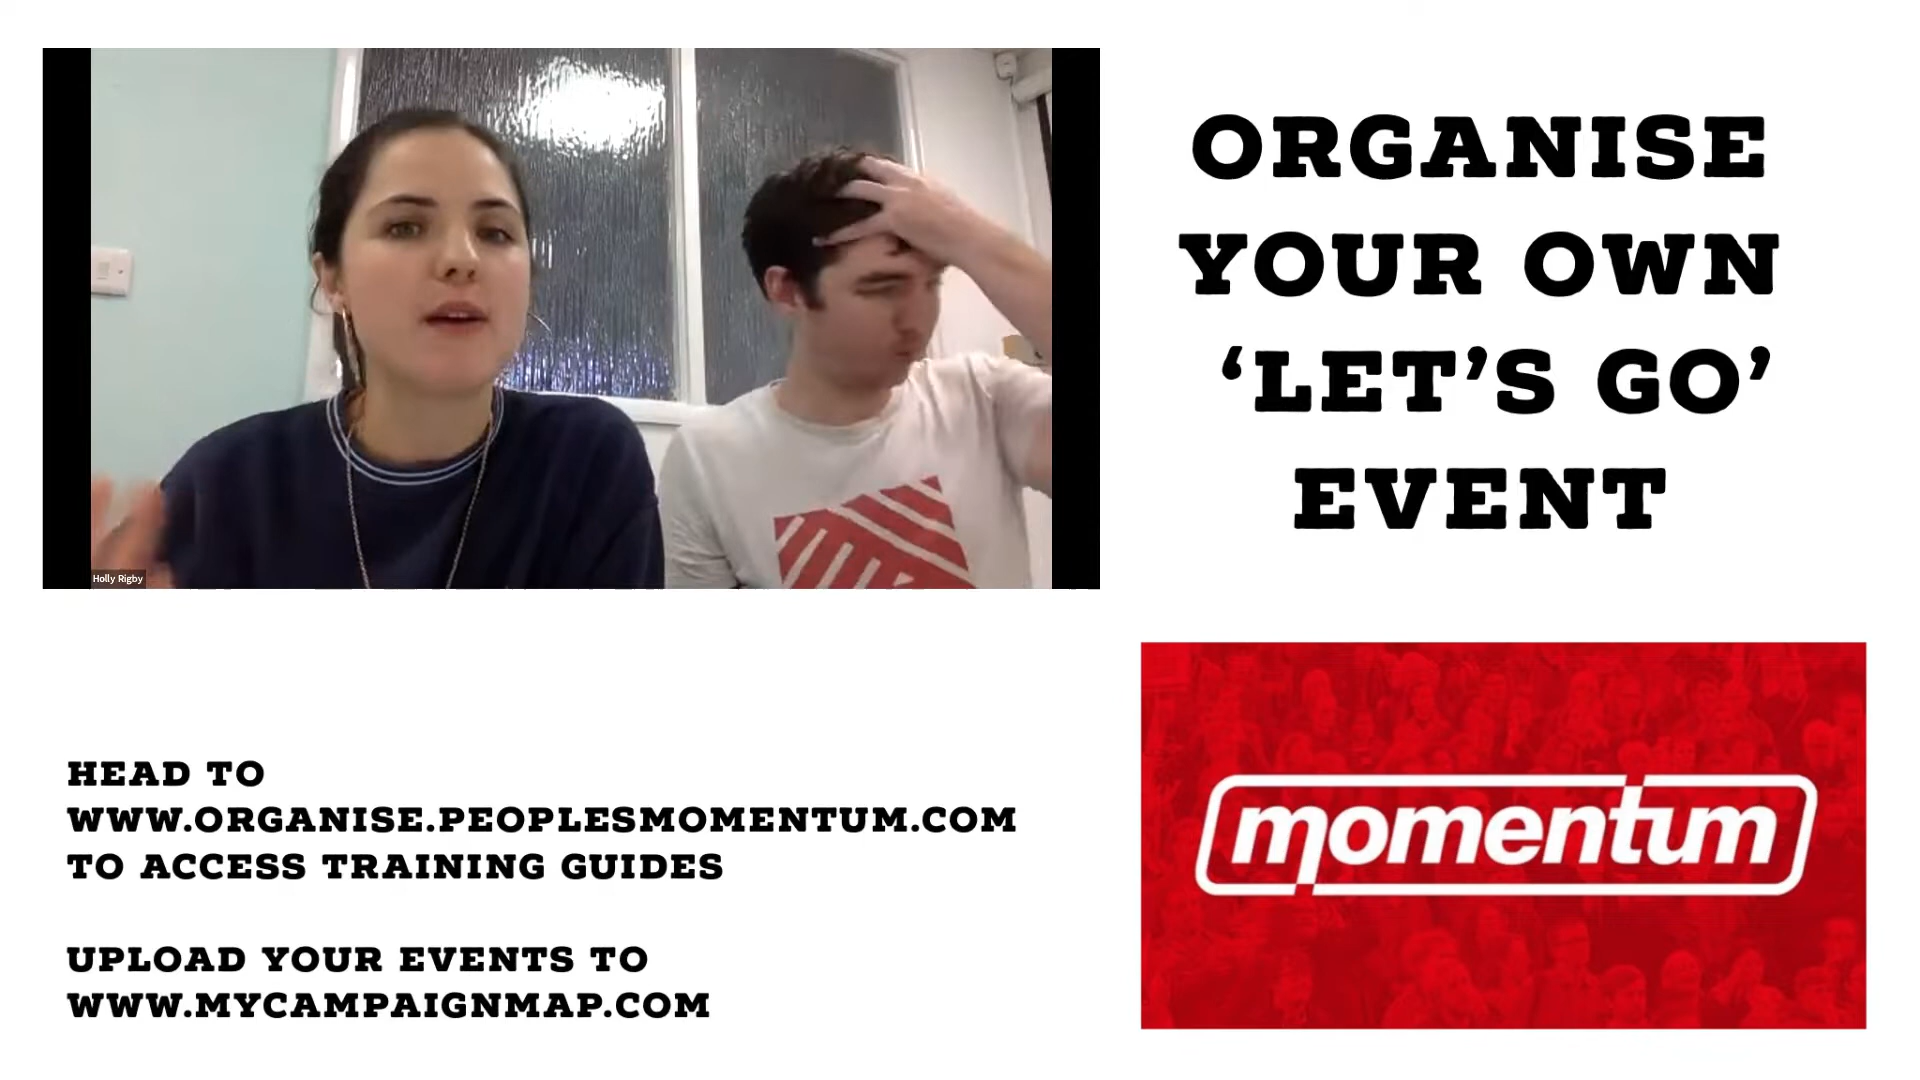 Holly Rigby
ORGANISE
YOUR OWN
‘LET’S GO’
EVENT
momentum
HEAD TO
WWW.ORGANISE.PEOPLESMOMENTUM.COM
TO ACCESS TRAINING GUIDES
UPLOAD YOUR EVENTS TO
WWW.MYCAMPAIGNMAP.COM